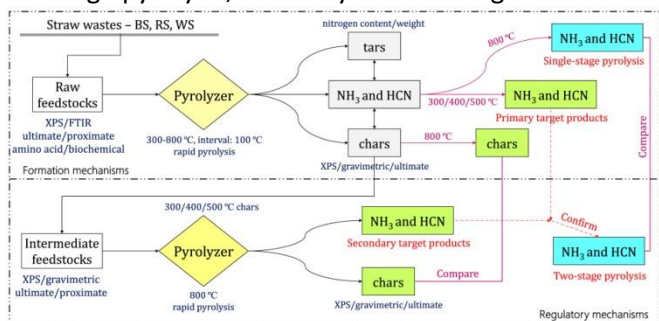 Straw wastes – BS, RS, WS
nitrogen content/weight
tars
800 ℃
NH₃ and HCN
Single-stage pyrolysis
Raw
feedstocks
XPS/FTIR
ultimate/proximate
amino acid/biochemical
Pyrolyzer
300-800 ℃, interval: 100 ℃
rapid pyrolysis
NH₃ and HCN
300/400/500 ℃
NH₃ and HCN
Primary target products
chars
800 ℃
chars
XPS/gravimetric/ultimate
Compare
Formation mechanisms
300/400/500 ℃ chars
Intermediate
feedstocks
XPS/gravimetric
ultimate/proximate
Pyrolyzer
800 ℃
rapid pyrolysis
NH₃ and HCN
Secondary target products
Confirm
NH₃ and HCN
Two-stage pyrolysis
chars
Compare
XPS/gravimetric/ultimate
Regulatory mechanisms